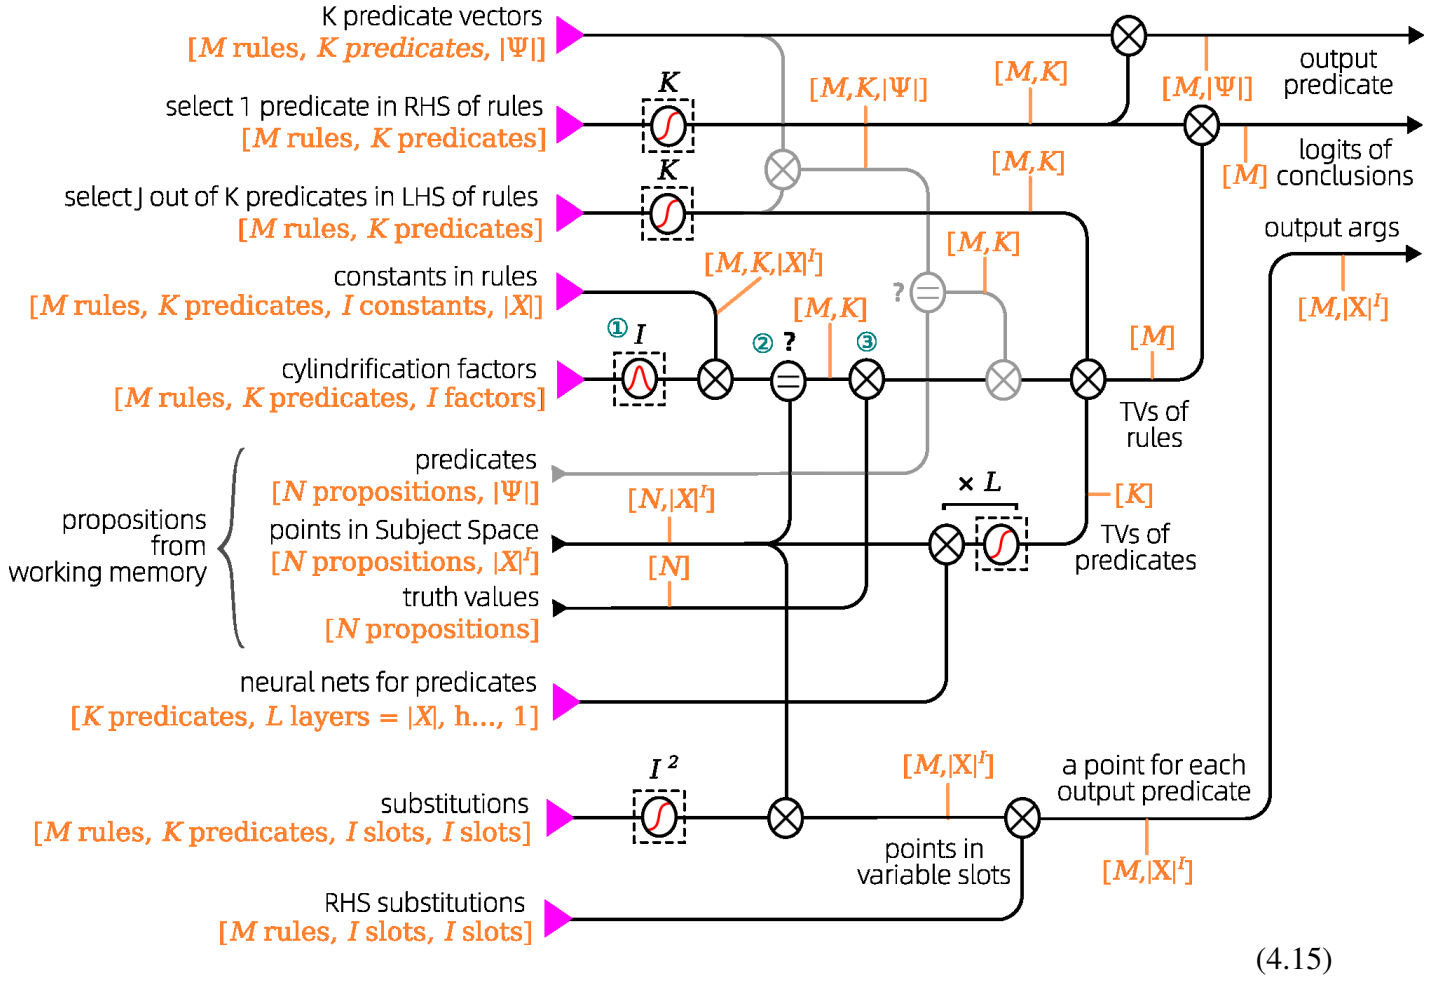 K predicate vectors
[M rules, K predicates, |Ψ|]
select 1 predicate in RHS of rules
[M rules, K predicates]
select J out of K predicates in LHS of rules
[M rules, K predicates]
constants in rules
[M rules, K predicates, I constants, |X|]
cylindrification factors
[M rules, K predicates, I factors]
propositions
from
working memory
predicates
[N propositions, |Ψ|]
points in Subject Space
[N propositions, |X|ᴵ]
truth values
[N propositions]
neural nets for predicates
[K predicates, L layers = |X|, h..., 1]
substitutions
[M rules, K predicates, I slots, I slots]
RHS substitutions
[M rules, I slots, I slots]
K
K
① I
② ?
③
[M,K,|Ψ|]
[M,K]
[M,|Ψ|]
output
predicate
[M]
logits of
conclusions
[M,K]
output args
[M,|X|ᴵ]
[M,K,|X|ᴵ]
[M,K]
? =
[M,K]
=
[M]
TVs of
rules
[N,|X|ᴵ]
[N]
× L
[K]
TVs of
predicates
I ²
[M,|X|ᴵ]
points in
variable slots
a point for each
output predicate
[M,|X|ᴵ]
(4.15)